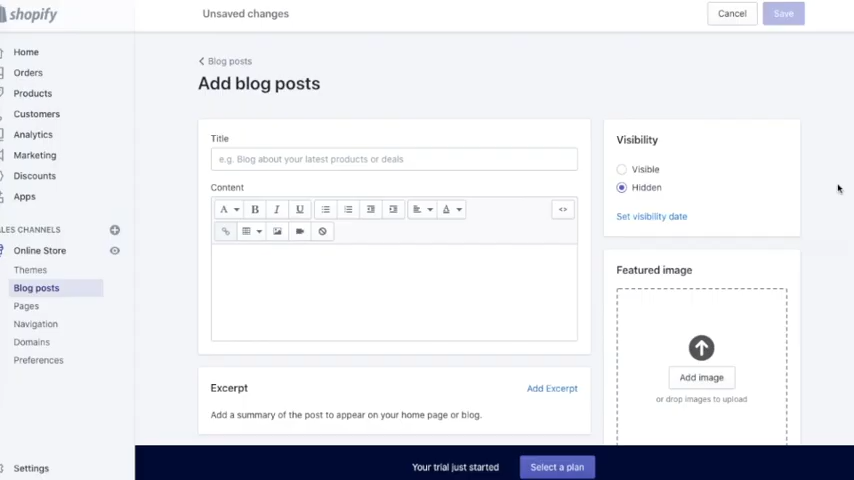 shopify
Unsaved changes
Cancel
Save
Home
Orders
Products
Customers
Analytics
Marketing
Discounts
Apps
ALES CHANNELS
Online Store
Themes
Blog posts
Pages
Navigation
Domains
Preferences
Settings
Blog posts
Add blog posts
Title
e.g. Blog about your latest products or deals
Content
A B I U A <>
Excerpt
Add Excerpt
Add a summary of the post to appear on your home page or blog.
Visibility
Visible
Hidden
Set visibility date
Featured image
Add image
or drop images to upload
Your trial just started
Select a plan